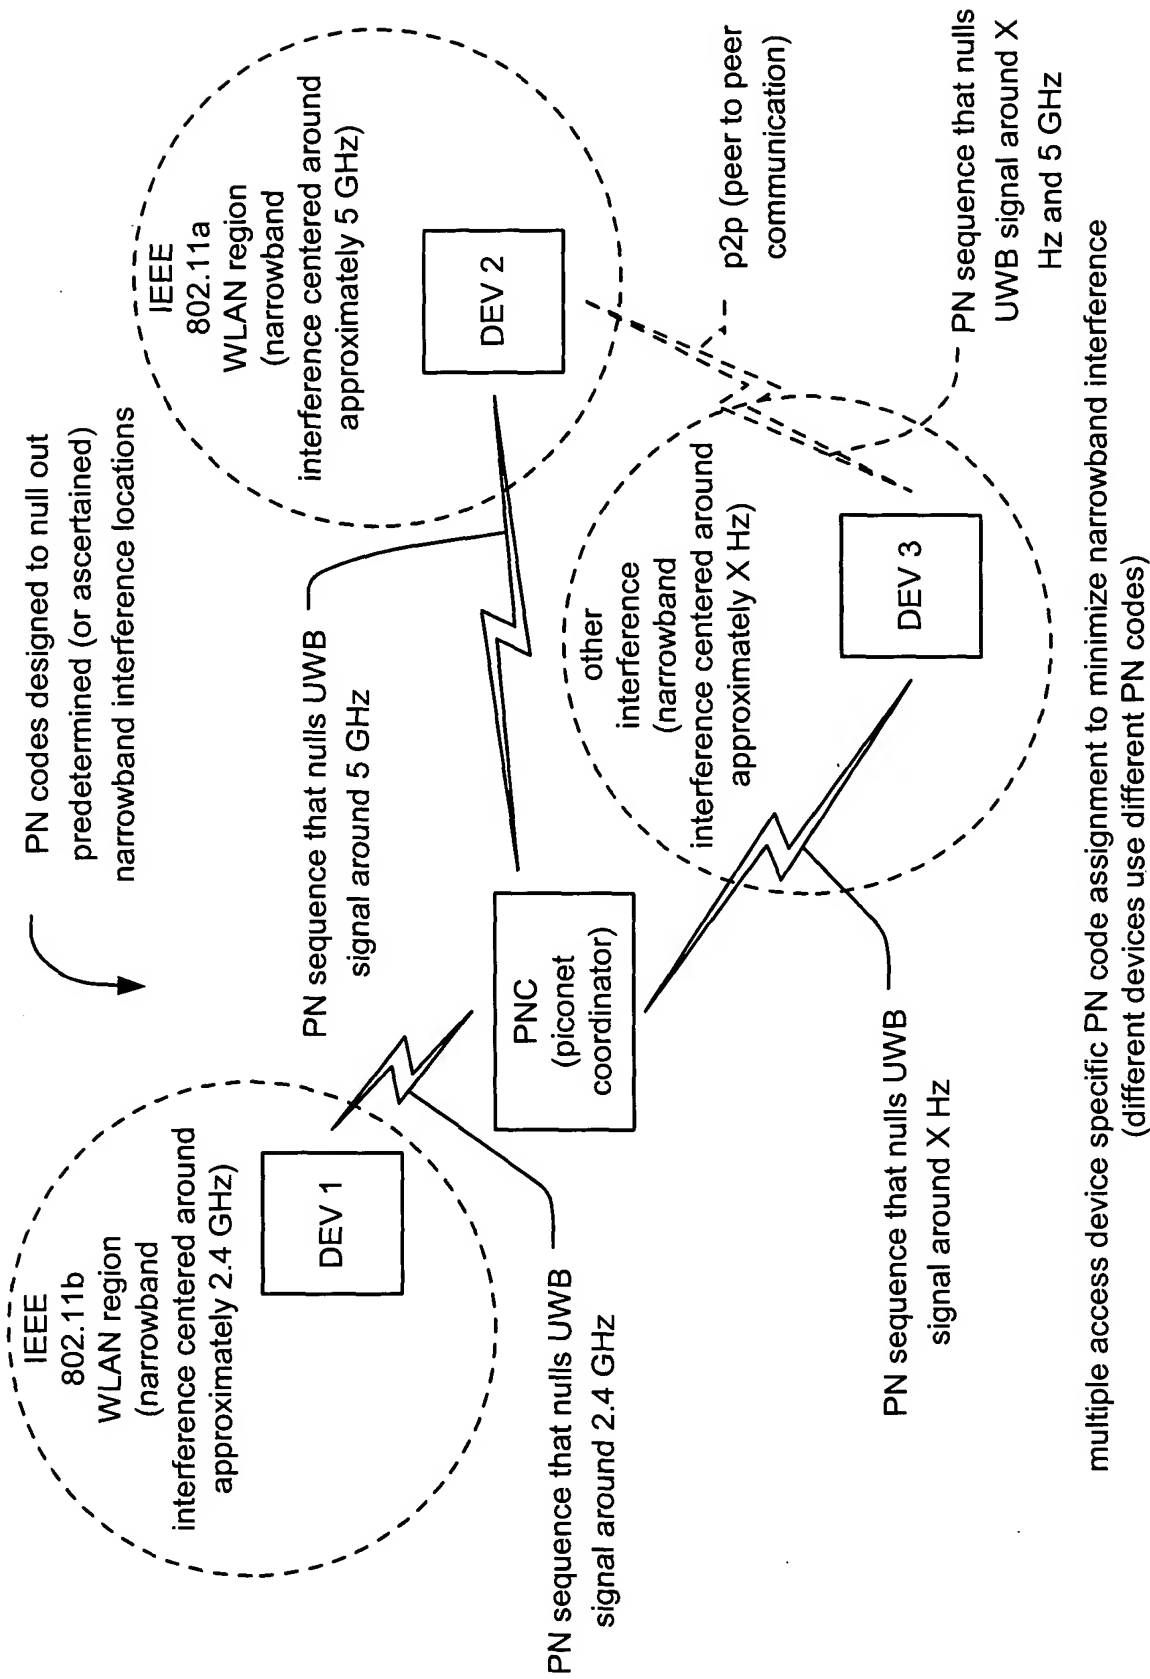 PN codes designed to null out
predetermined (or ascertained)
narrowband interference locations
IEEE
802.11b
WLAN region
(narrowband
interference centered around
approximately 2.4 GHz)
DEV 1
IEEE
802.11a
WLAN region
(narrowband
interference centered around
approximately 5 GHz)
DEV 2
PN sequence that nulls UWB
signal around 5 GHz
PNC
(piconet
coordinator)
PN sequence that nulls UWB
signal around 2.4 GHz
other
interference
(narrowband
interference centered around
approximately X Hz)
DEV 3
p2p (peer to peer
communication)
PN sequence that nulls UWB
signal around X Hz
PN sequence that nulls
UWB signal around X
Hz and 5 GHz
multiple access device specific PN code assignment to minimize narrowband interference
(different devices use different PN codes)